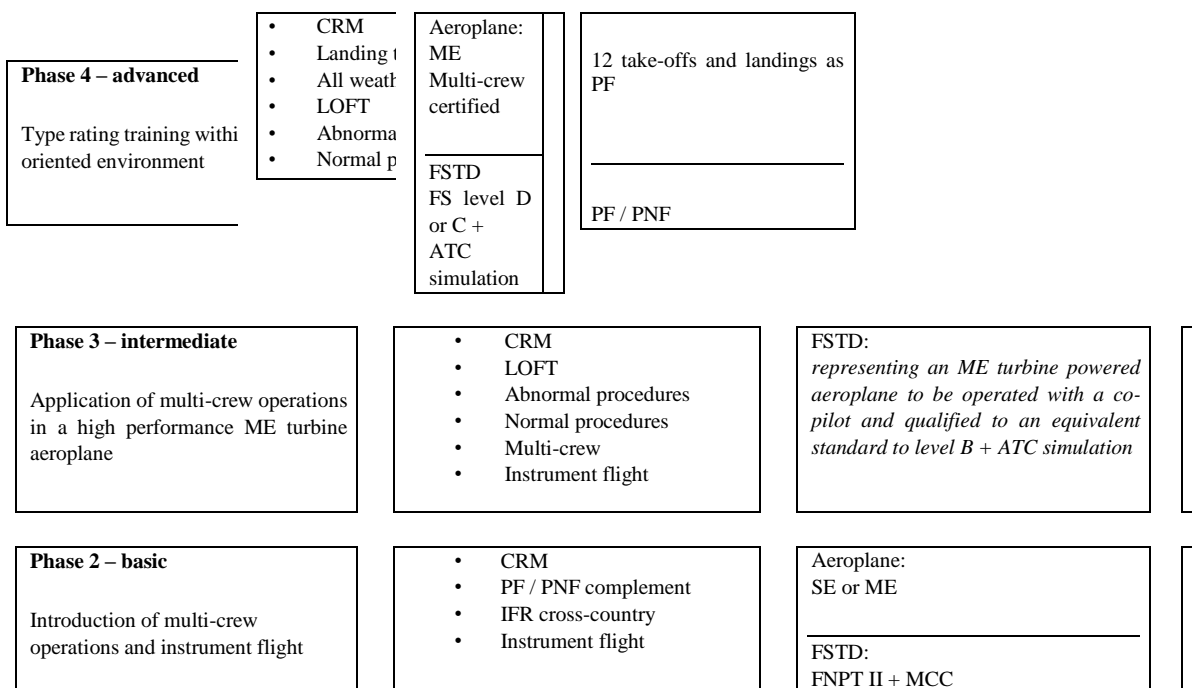 Phase 4 – advanced
Type rating training withi
oriented environment
• CRM
• Landing t
• All weath
• LOFT
• Abnorma
• Normal p
Aeroplane:
ME
Multi-crew
certified
FSTD
FS level D
or C +
ATC
simulation
12 take-offs and landings as
PF
PF / PNF
Phase 3 – intermediate
Application of multi-crew operations
in a high performance ME turbine
aeroplane
• CRM
• LOFT
• Abnormal procedures
• Normal procedures
• Multi-crew
• Instrument flight
FSTD:
representing an ME turbine powered
aeroplane to be operated with a co-
pilot and qualified to an equivalent
standard to level B + ATC simulation
Phase 2 – basic
Introduction of multi-crew
operations and instrument flight
• CRM
• PF / PNF complement
• IFR cross-country
• Instrument flight
Aeroplane:
SE or ME
FSTD:
FNPT II + MCC